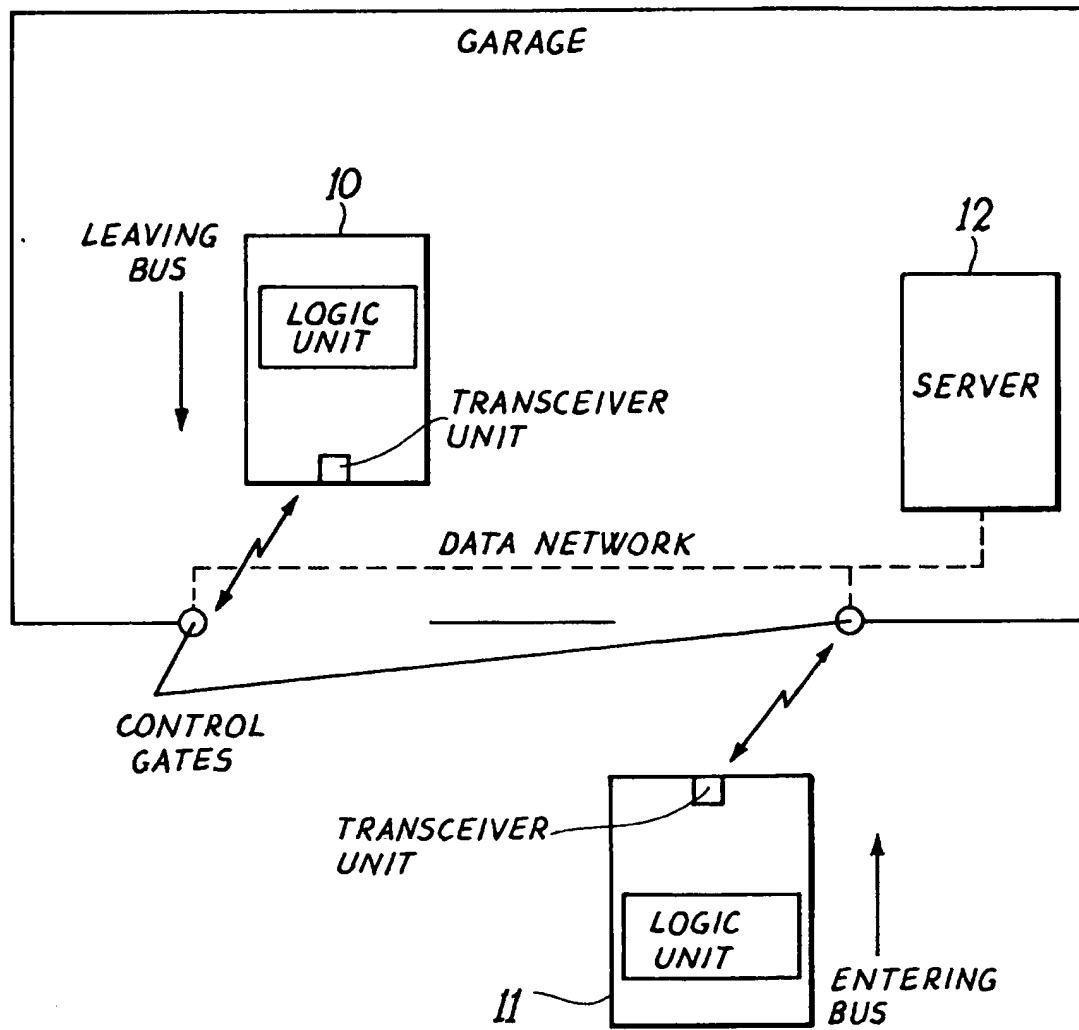 GARAGE
10
LEAVING
BUS
12
LOGIC
UNIT
SERVER
TRANSCEIVER
UNIT
DATA NETWORK
CONTROL
GATES
TRANSCEIVER
UNIT
LOGIC
UNIT
ENTERING
BUS
11